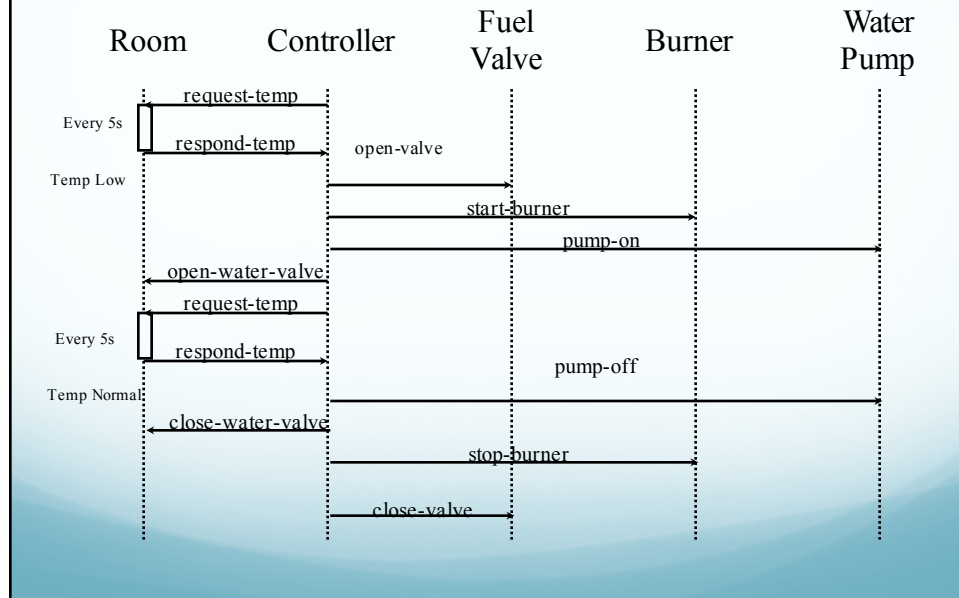 Room
Controller
Fuel
Valve
Burner
Water
Pump
request-temp
Every 5s
respond-temp
open-valve
Temp Low
start-burner
pump-on
open-water-valve
request-temp
Every 5s
respond-temp
pump-off
Temp Normal
close-water-valve
stop-burner
close-valve